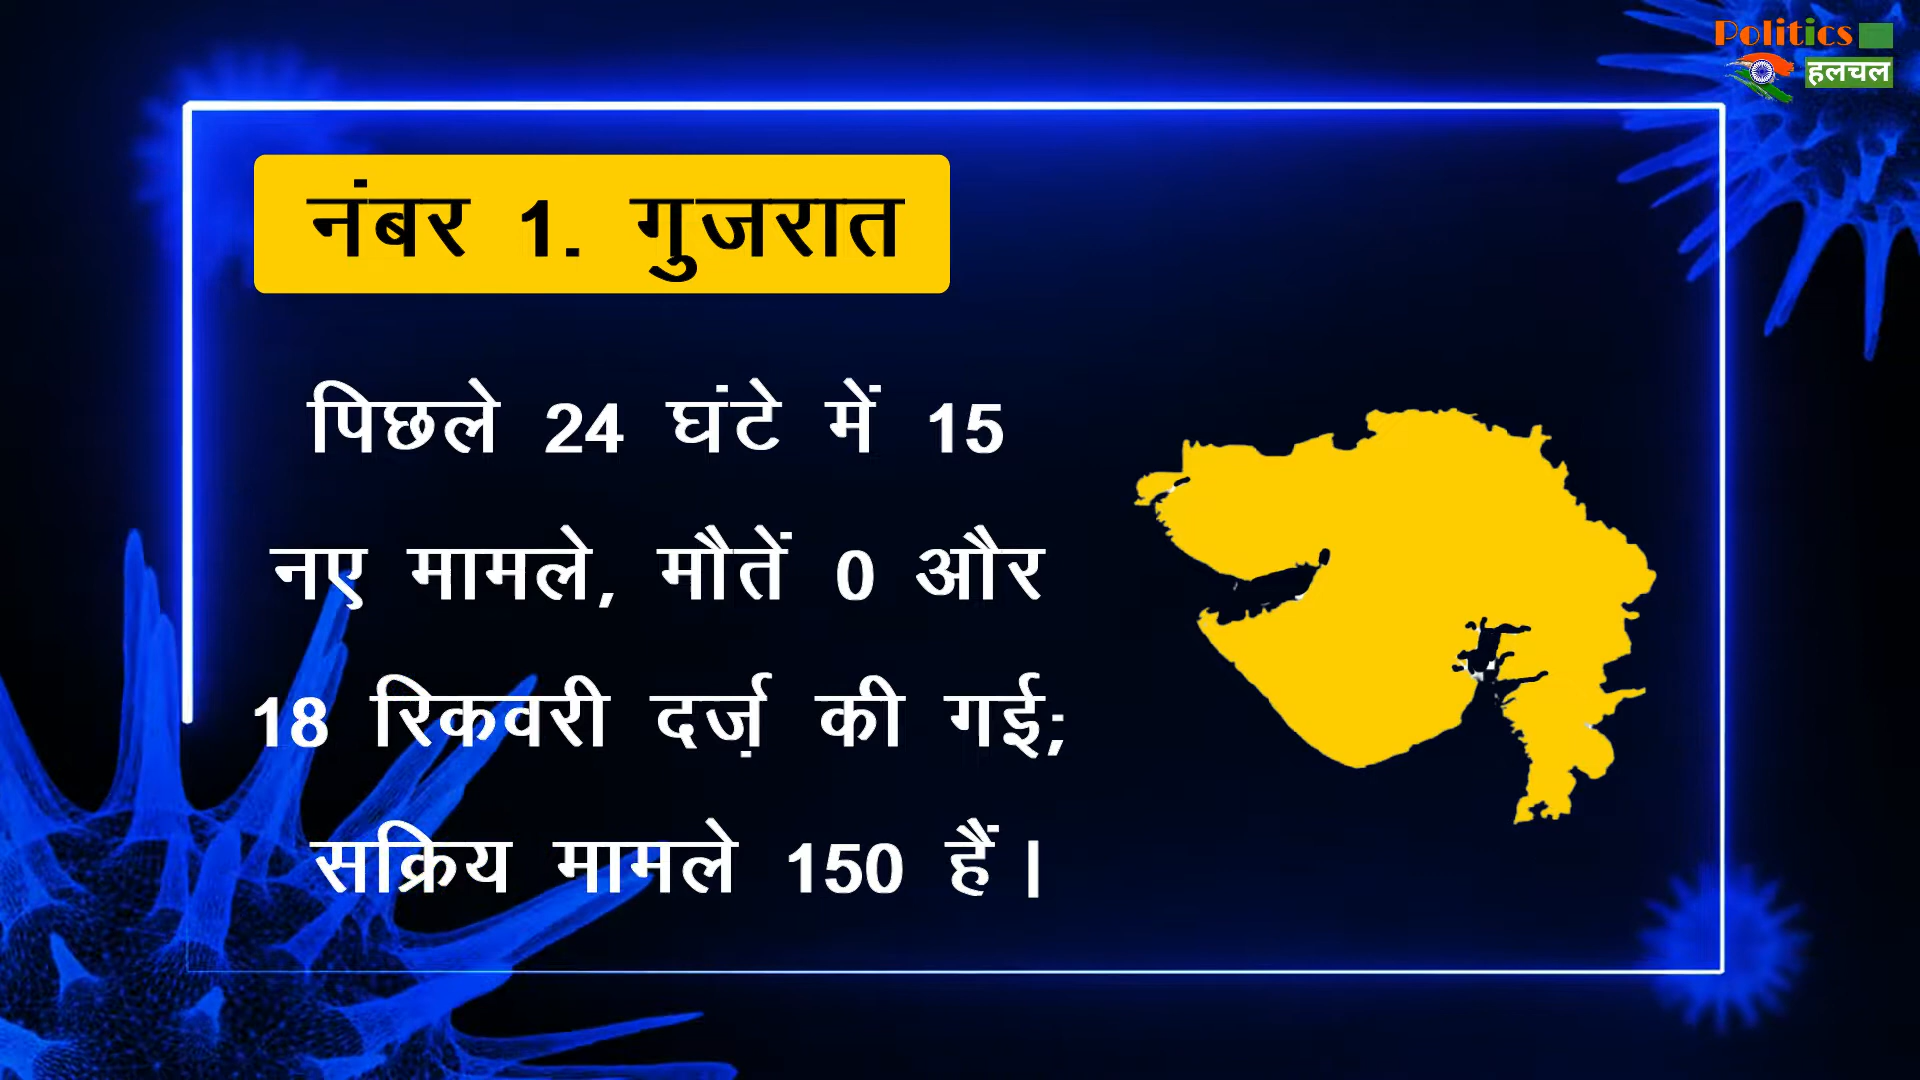 Politics
हलचल
नंबर 1. गुजरात
पिछले 24 घंटे में 15
नए मामले, मौतें 0 और
18 रिकवरी दर्ज़ की गई;
सक्रिय मामले 150 हैं।